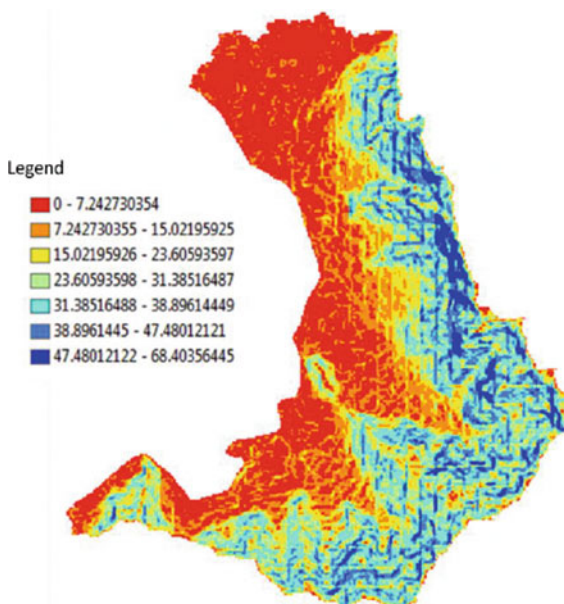 Legend
0 - 7.242730354
7.242730355 - 15.02195925
15.02195926 - 23.60593597
23.60593598 - 31.38516487
31.38516488 - 38.89614449
38.8961445 - 47.48012121
47.48012122 - 68.40356445